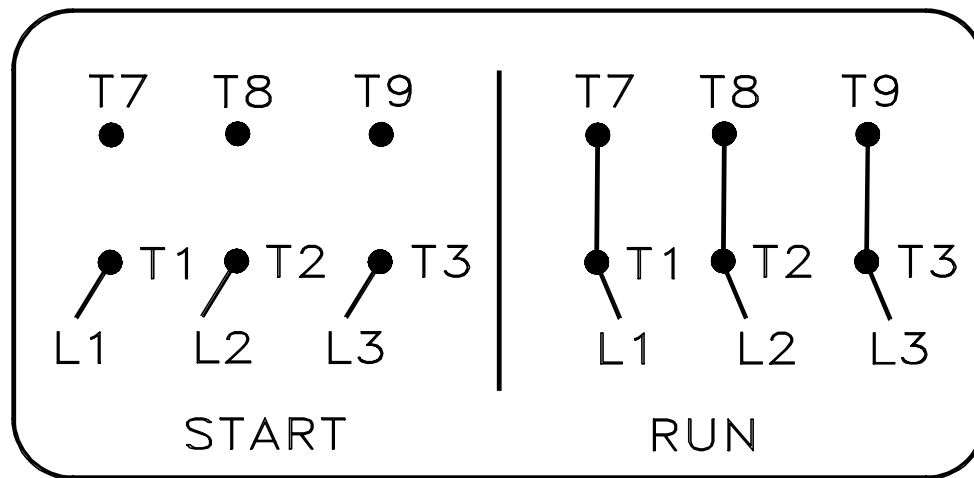 T7 T8 T9 T7 T8 T9
T1 T2 T3 T1 T2 T3
L1 L2 L3 L1 L2 L3
START RUN